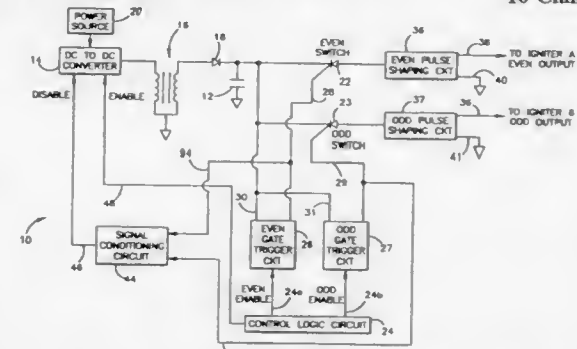 POWER SOURCE
20
16
18
EVEN SWITCH
36
EVEN PULSE SHAPING CKT
38
TO IGNITER A
EVEN OUTPUT
14
DC TO DC CONVERTER
DISABLE
ENABLE
12
22
28
40
23
ODD SWITCH
37
ODD PULSE SHAPING CKT
36
TO IGNITER B
ODD OUTPUT
41
94
29
48
30
31
10
SIGNAL CONDITIONING CIRCUIT
46
44
EVEN GATE TRIGGER CKT
26
ODD GATE TRIGGER CKT
27
EVEN ENABLE
24a
ODD ENABLE
24b
CONTROL LOGIC CIRCUIT
24